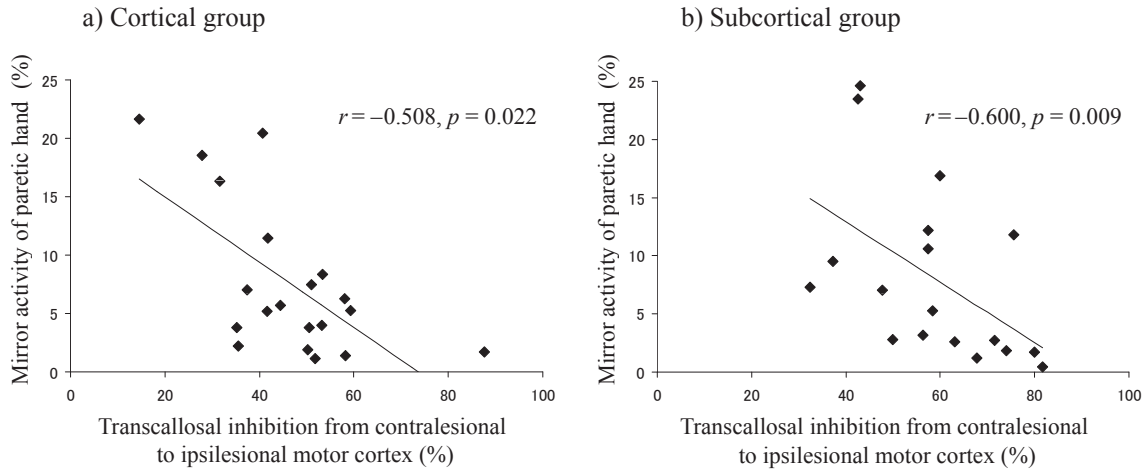 a) Cortical group
Mirror activity of paretic hand (%)
25
20
15
10
5
0
r = −0.508, p = 0.022
0
20
40
60
80
100
Transcallosal inhibition from contralesional
to ipsilesional motor cortex (%)
b) Subcortical group
Mirror activity of paretic hand (%)
25
20
15
10
5
0
r = −0.600, p = 0.009
0
20
40
60
80
100
Transcallosal inhibition from contralesional
to ipsilesional motor cortex (%)